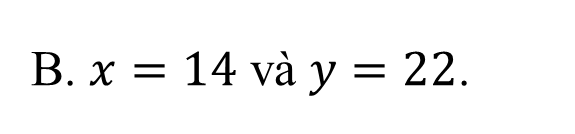 B. x = 14 và y = 22.